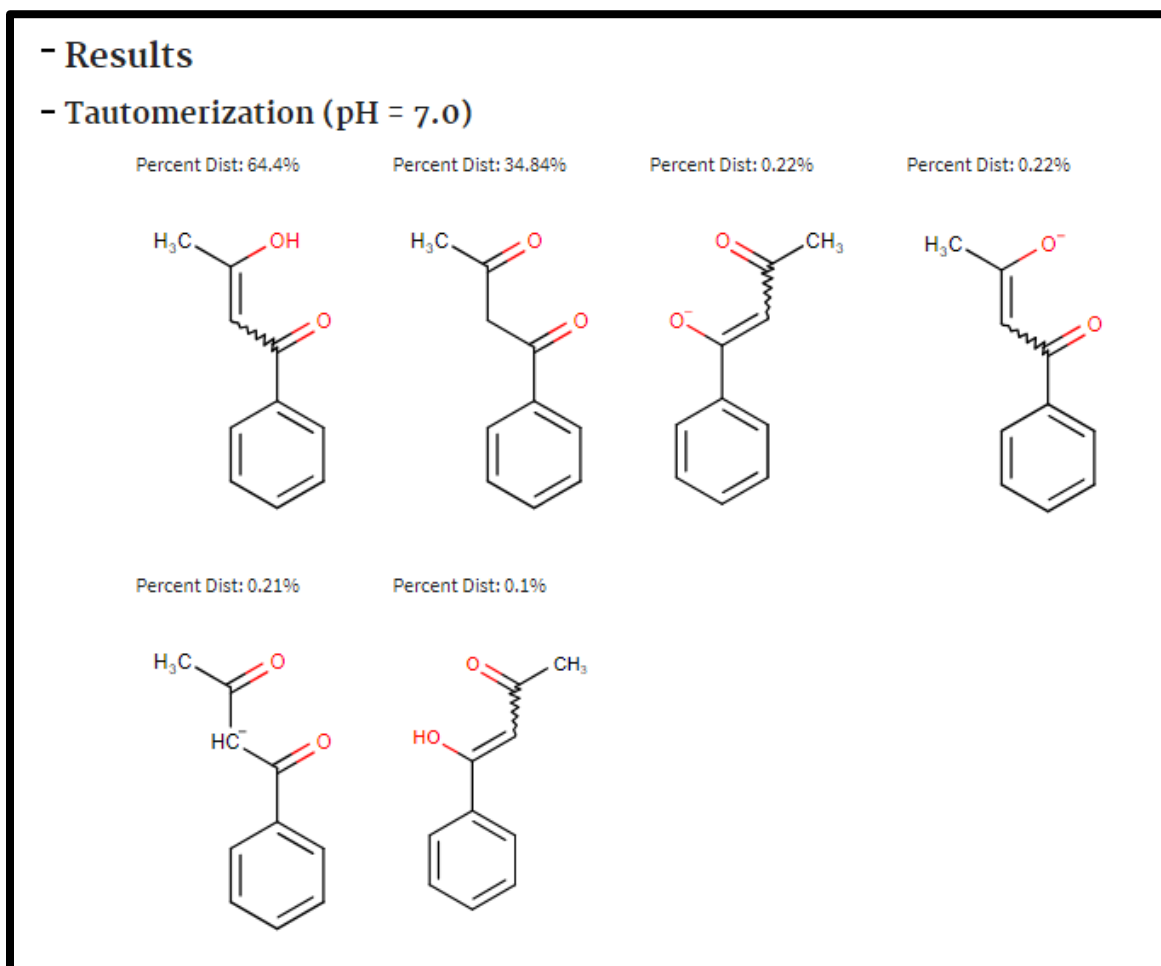 - Results
- Tautomerization (pH = 7.0)
Percent Dist: 64.4% Percent Dist: 34.84% Percent Dist: 0.22% Percent Dist: 0.22%
H₃C OH O H₃C O O O CH₃ O⁻ H₃C O⁻ O
Percent Dist: 0.21% Percent Dist: 0.1%
H₃C O HC⁻ O O CH₃ HO